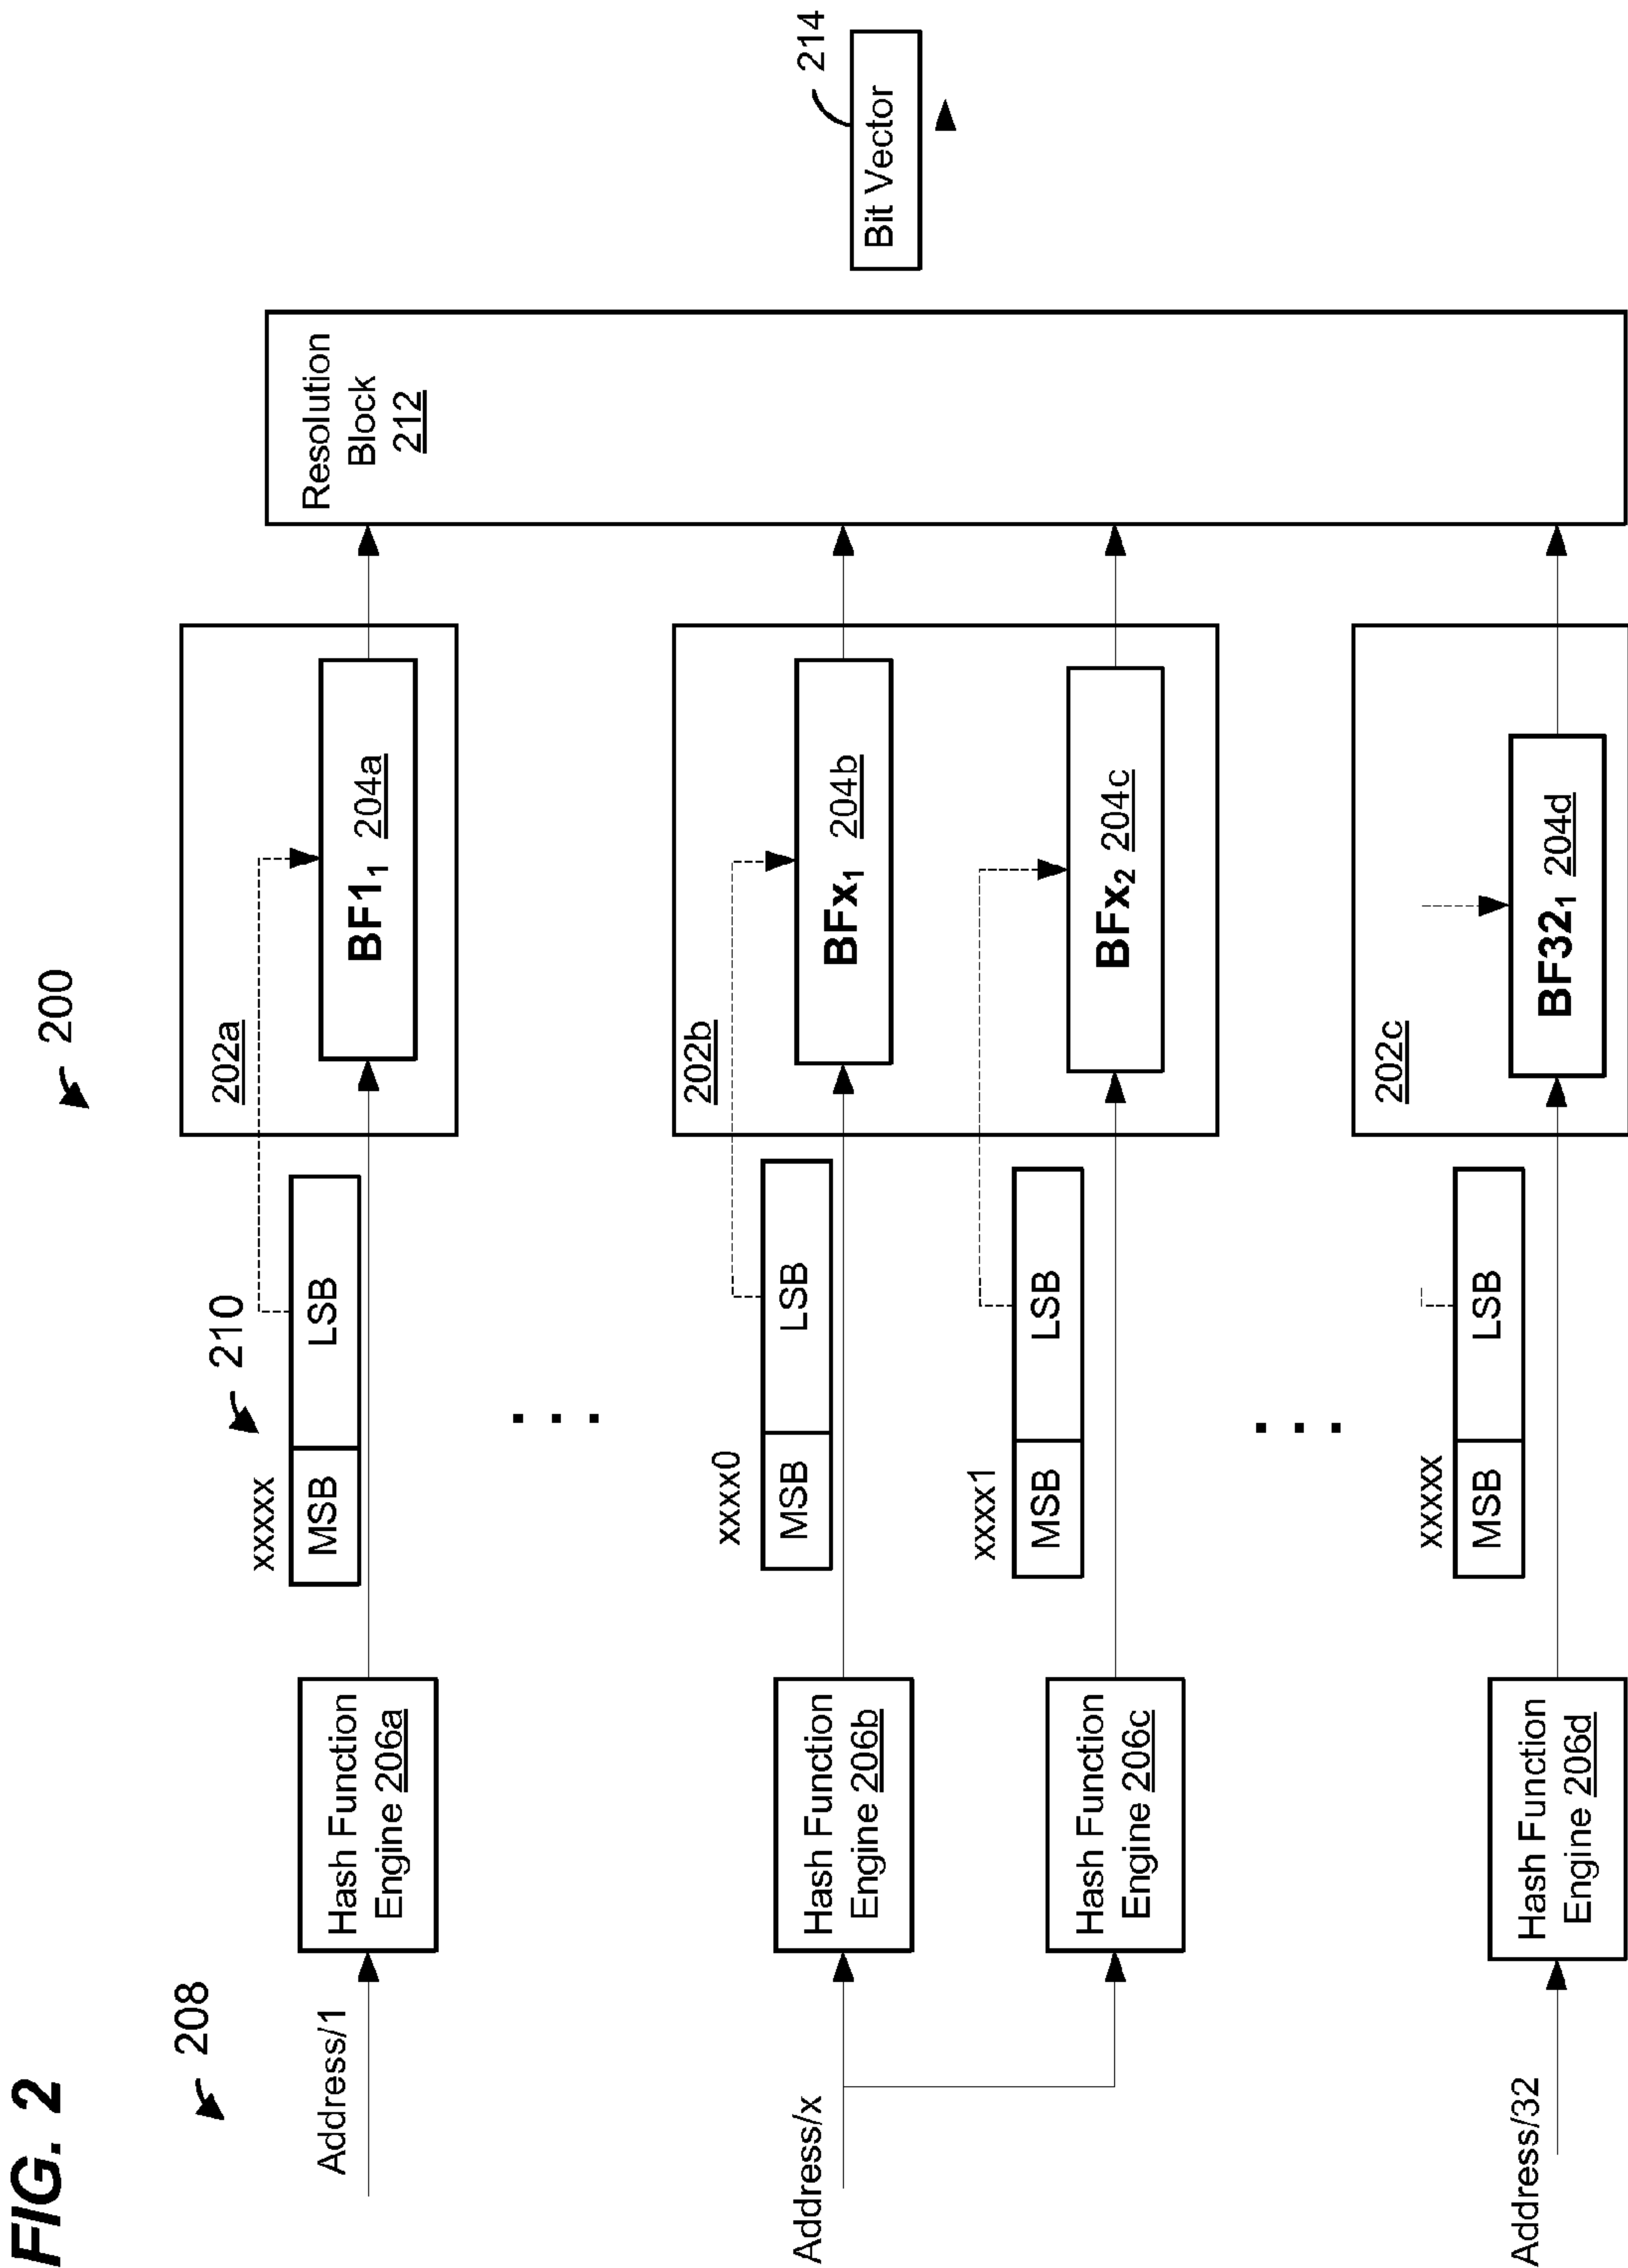 FIG. 2
200
208
Address/1
Hash Function
Engine 206a
xxxxx
MSB
LSB
210
202a
BF1₁ 204a
Resolution
Block
212
Address/x
Hash Function
Engine 206b
xxxx0
MSB
LSB
202b
BFx₁ 204b
Bit Vector
214
Hash Function
Engine 206c
xxxx1
MSB
LSB
BFx₂ 204c
Address/32
Hash Function
Engine 206d
xxxxx
MSB
LSB
202c
BF32₁ 204d